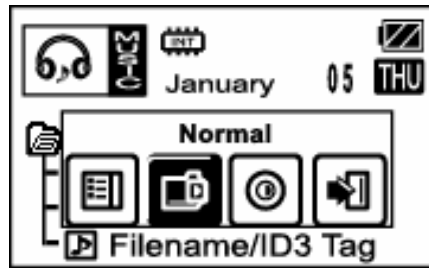 MUSIC
INT
January 05 THU
Normal
Filename/ID3 Tag